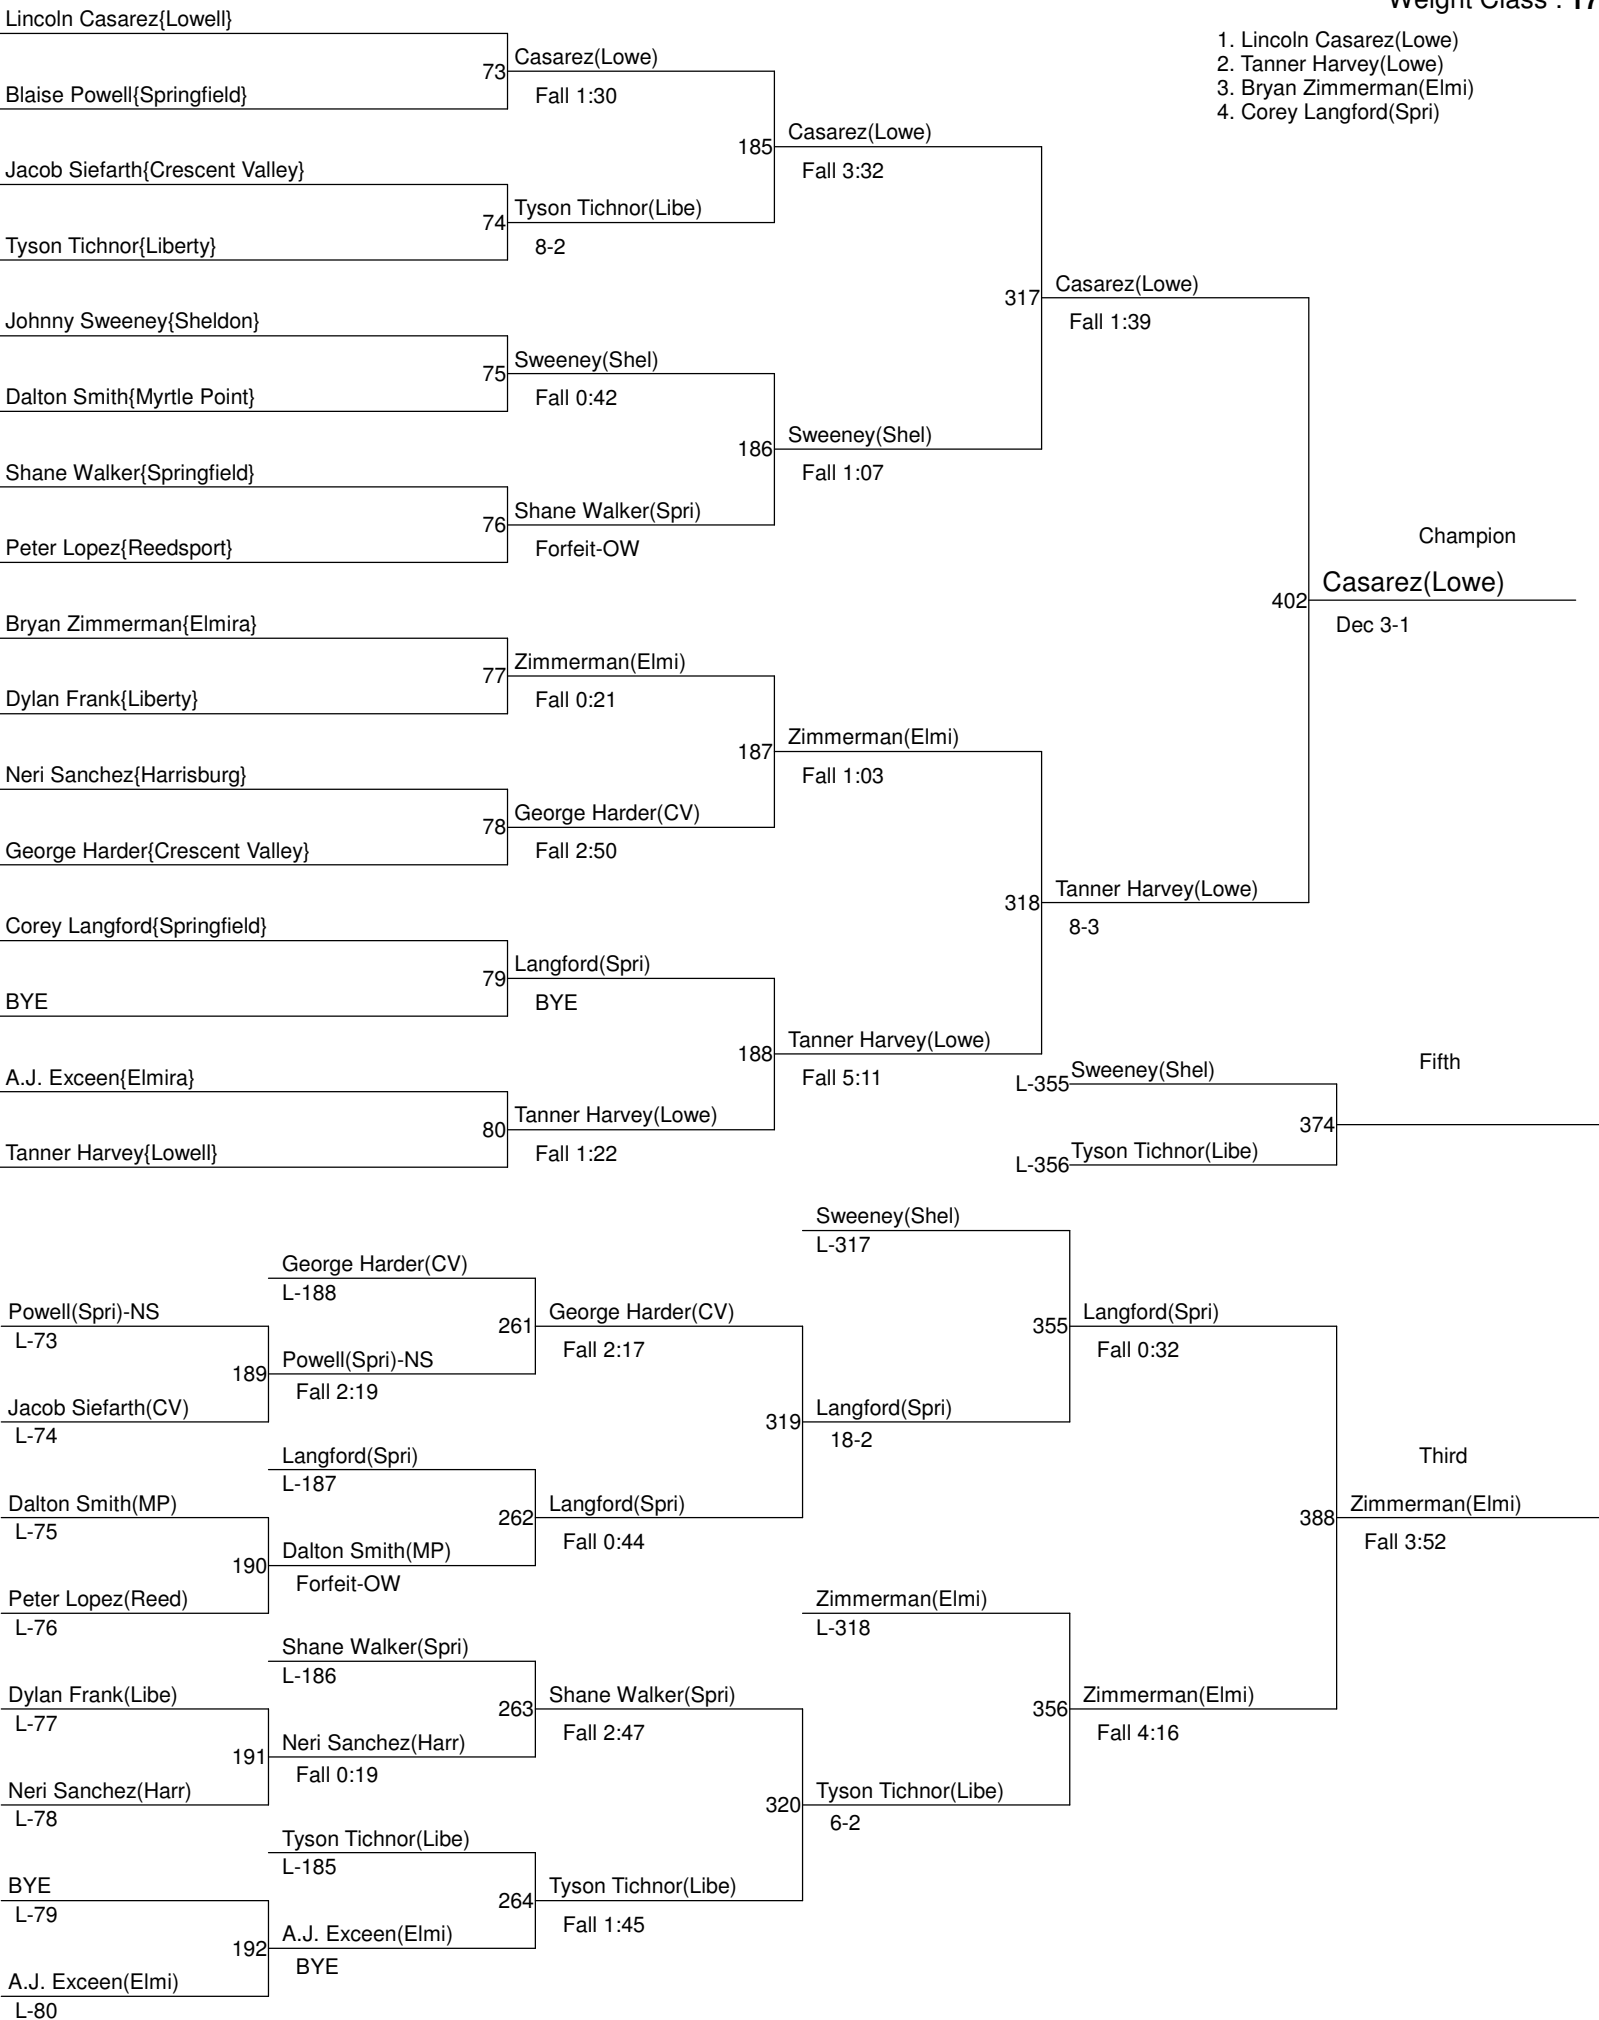 Weight Class : 17
1. Lincoln Casarez(Lowe)
2. Tanner Harvey(Lowe)
3. Bryan Zimmerman(Elmi)
4. Corey Langford(Spri)
Lincoln Casarez{Lowell}
73
Casarez(Lowe)
Fall 1:30
Blaise Powell{Springfield}
185
Casarez(Lowe)
Fall 3:32
Jacob Siefarth{Crescent Valley}
74
Tyson Tichnor(Libe)
8-2
Tyson Tichnor{Liberty}
317
Casarez(Lowe)
Fall 1:39
Johnny Sweeney{Sheldon}
75
Sweeney(Shel)
Fall 0:42
Dalton Smith{Myrtle Point}
186
Sweeney(Shel)
Fall 1:07
Shane Walker{Springfield}
76
Shane Walker(Spri)
Forfeit-OW
Peter Lopez{Reedsport}
Champion
402
Casarez(Lowe)
Dec 3-1
Bryan Zimmerman{Elmira}
77
Zimmerman(Elmi)
Fall 0:21
Dylan Frank{Liberty}
187
Zimmerman(Elmi)
Fall 1:03
Neri Sanchez{Harrisburg}
78
George Harder(CV)
Fall 2:50
George Harder{Crescent Valley}
318
Tanner Harvey(Lowe)
8-3
Corey Langford{Springfield}
79
Langford(Spri)
BYE
BYE
188
Tanner Harvey(Lowe)
Fall 5:11
A.J. Exceen{Elmira}
80
Tanner Harvey(Lowe)
Fall 1:22
Tanner Harvey{Lowell}
Fifth
L-355
Sweeney(Shel)
374
L-356
Tyson Tichnor(Libe)
Sweeney(Shel)
L-317
George Harder(CV)
L-188
Powell(Spri)-NS
L-73
261
George Harder(CV)
Fall 2:17
355
Langford(Spri)
Fall 0:32
189
Powell(Spri)-NS
Fall 2:19
Jacob Siefarth(CV)
L-74
319
Langford(Spri)
18-2
Langford(Spri)
L-187
Third
Dalton Smith(MP)
L-75
262
Langford(Spri)
Fall 0:44
388
Zimmerman(Elmi)
Fall 3:52
190
Dalton Smith(MP)
Forfeit-OW
Peter Lopez(Reed)
L-76
Zimmerman(Elmi)
L-318
Shane Walker(Spri)
L-186
Dylan Frank(Libe)
L-77
263
Shane Walker(Spri)
Fall 2:47
356
Zimmerman(Elmi)
Fall 4:16
191
Neri Sanchez(Harr)
Fall 0:19
Neri Sanchez(Harr)
L-78
320
Tyson Tichnor(Libe)
6-2
Tyson Tichnor(Libe)
L-185
BYE
L-79
264
Tyson Tichnor(Libe)
Fall 1:45
192
A.J. Exceen(Elmi)
BYE
A.J. Exceen(Elmi)
L-80